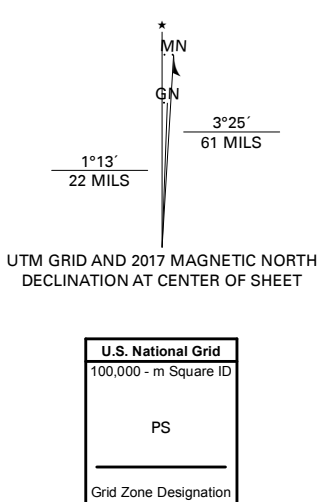 ★
MN
GN
3°25´
61 MILS
1°13´
22 MILS
UTM GRID AND 2017 MAGNETIC NORTH
DECLINATION AT CENTER OF SHEET
U.S. National Grid
100,000 - m Square ID
PS
Grid Zone Designation